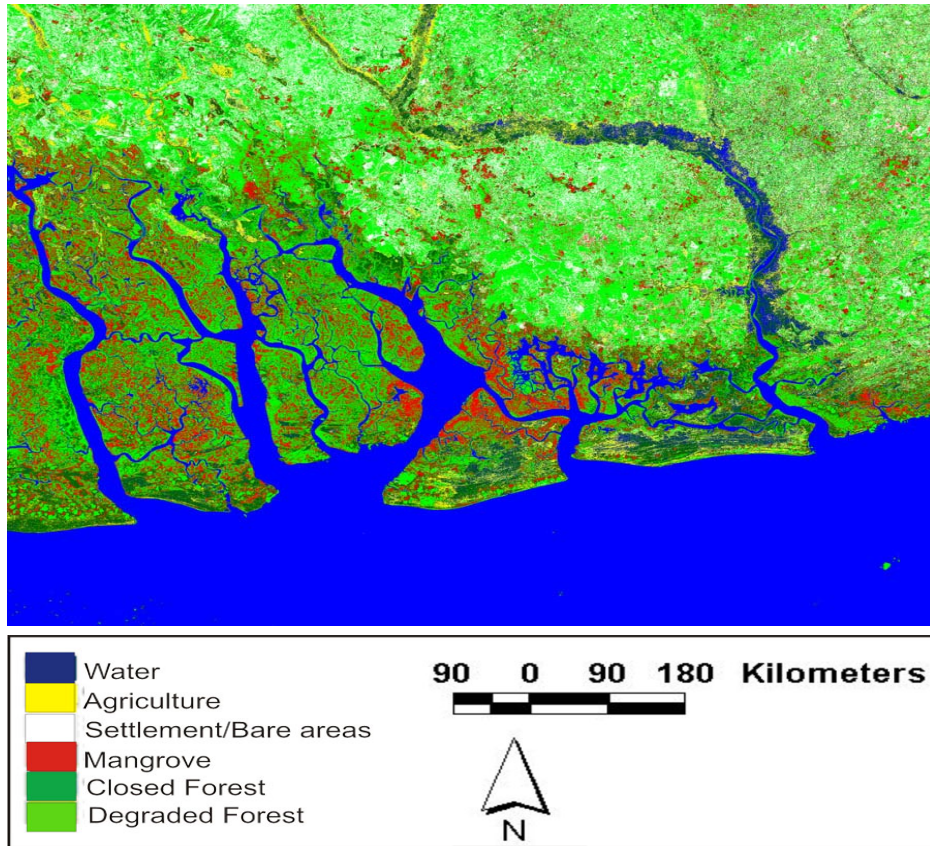 Water
Agriculture
Settlement/Bare areas
Mangrove
Closed Forest
Degraded Forest
90 0 90 180 Kilometers
N